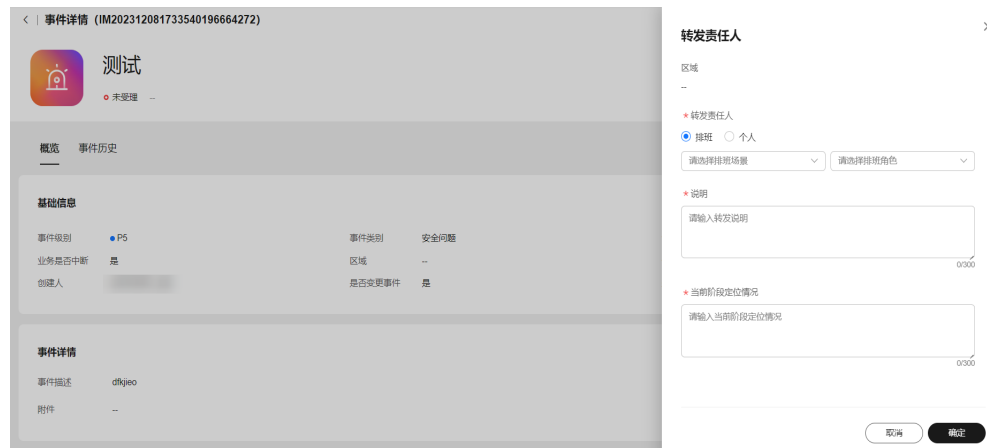 事件详情（IM202312081733540196664272）
测试
未受理 --
概览 事件历史
基础信息
事件级别 P5 事件类别 安全问题
业务是否中断 是 区域 --
创建人 是否变更事件 是
事件详情
事件描述 dfkjieo
附件 --
转发责任人
区域
--
* 转发责任人
排班 个人
请选择排班场景 请选择排班角色
* 说明
请输入转发说明
0/300
* 当前阶段定位情况
请输入当前阶段定位情况
0/300
取消 确定